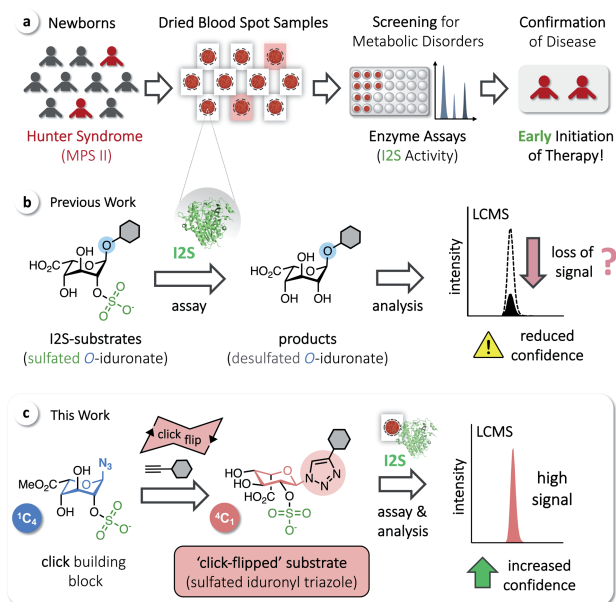 a
Newborns
Dried Blood Spot Samples
Screening for
Metabolic Disorders
Confirmation
of Disease
Hunter Syndrome
(MPS II)
Enzyme Assays
(I2S Activity)
Early Initiation
of Therapy!
b Previous Work
OH
O
O
HO₂C
OH
O
S
O
O
O⁻
I2S-substrates
(sulfated O-iduronate)
I2S
assay
OH
O
O
HO₂C
OH OH
products
(desulfated O-iduronate)
analysis
LCMS
intensity
loss of
signal
?
!
reduced
confidence
c This Work
N₃
OH
O
MeO₂C
OH
O
S
O
O
O⁻
¹C₄
click building
block
click
flip
HO
HO
O
HO₂C
O
N
N
N
O=S=O
O⁻
⁴C₁
'click-flipped' substrate
(sulfated iduronyl triazole)
I2S
assay &
analysis
LCMS
intensity
high
signal
increased
confidence